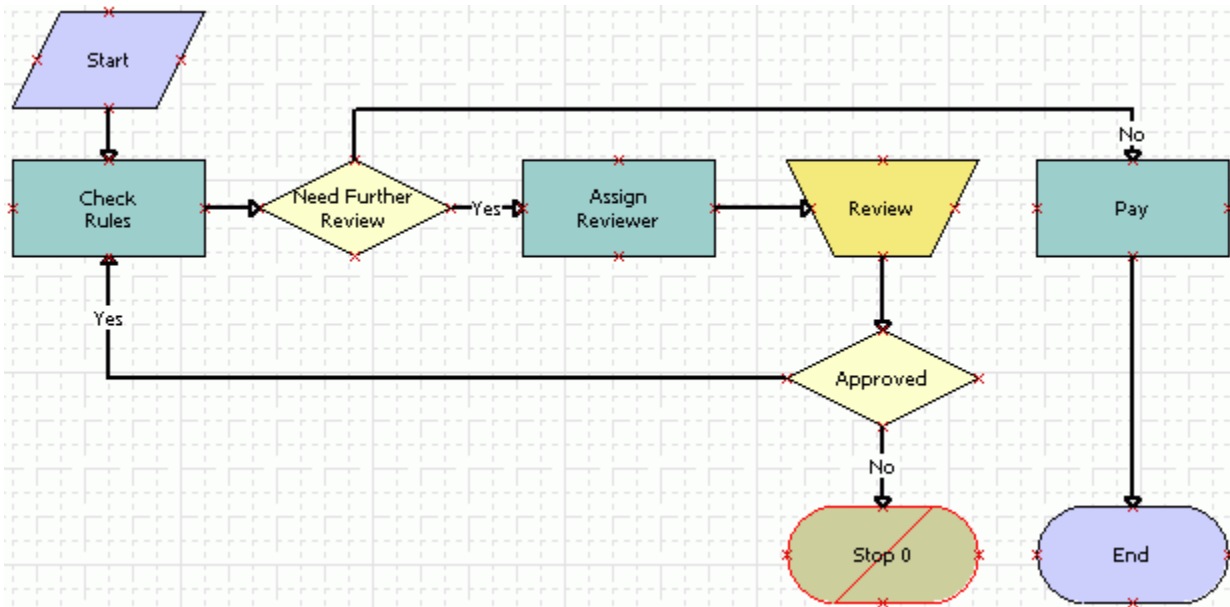 Start
No
Check
Rules
Need Further
Review
Yes
Assign
Reviewer
Review
Pay
Yes
Approved
No
Stop 0
End